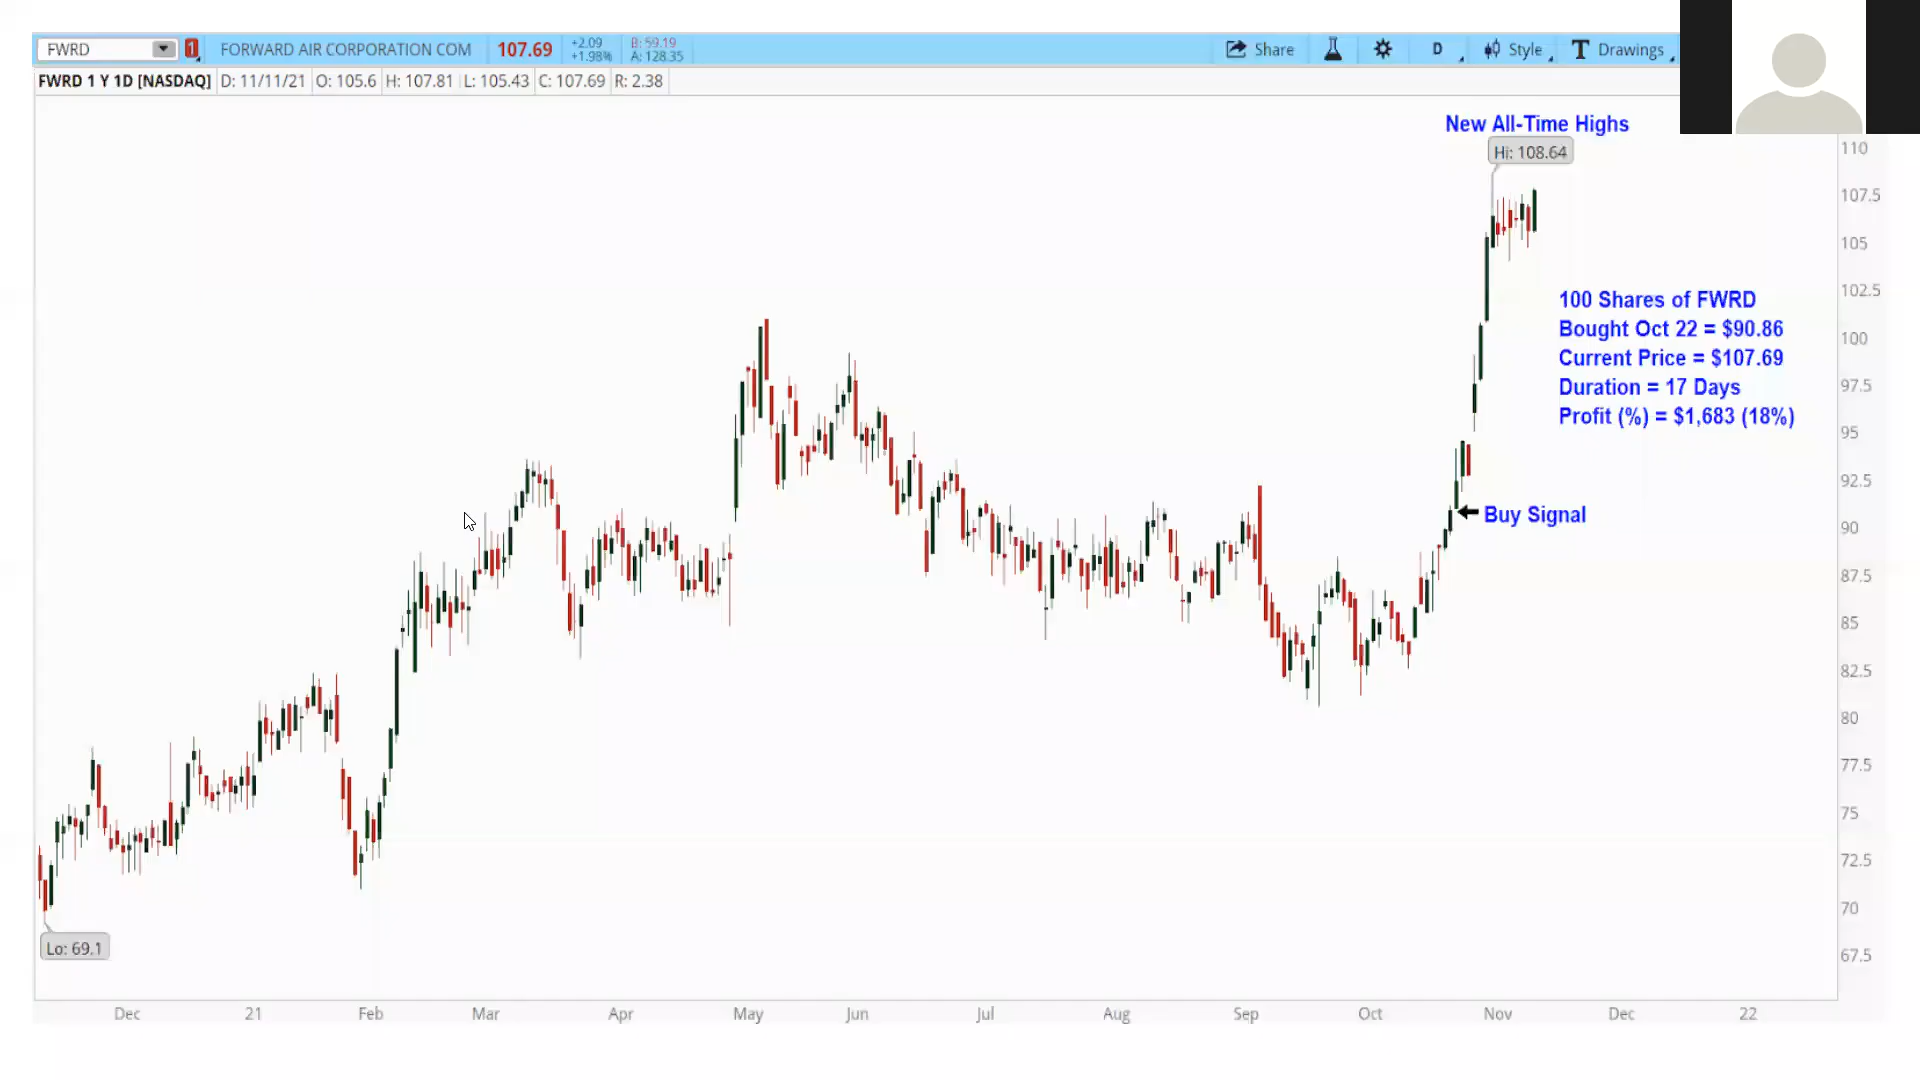 FWRD
1
FORWARD AIR CORPORATION COM
107.69
+2.09
+1.98%
B: 59.19
A: 128.35
Share
D
Style
T Drawings
FWRD 1 Y 1D [NASDAQ]
D: 11/11/21
O: 105.6
H: 107.81
L: 105.43
C: 107.69
R: 2.38
New All-Time Highs
Hi: 108.64
110
107.5
105
102.5
100
97.5
95
92.5
90
87.5
85
82.5
80
77.5
75
72.5
70
67.5
100 Shares of FWRD
Bought Oct 22 = $90.86
Current Price = $107.69
Duration = 17 Days
Profit (%) = $1,683 (18%)
Buy Signal
Lo: 69.1
Dec
21
Feb
Mar
Apr
May
Jun
Jul
Aug
Sep
Oct
Nov
Dec
22